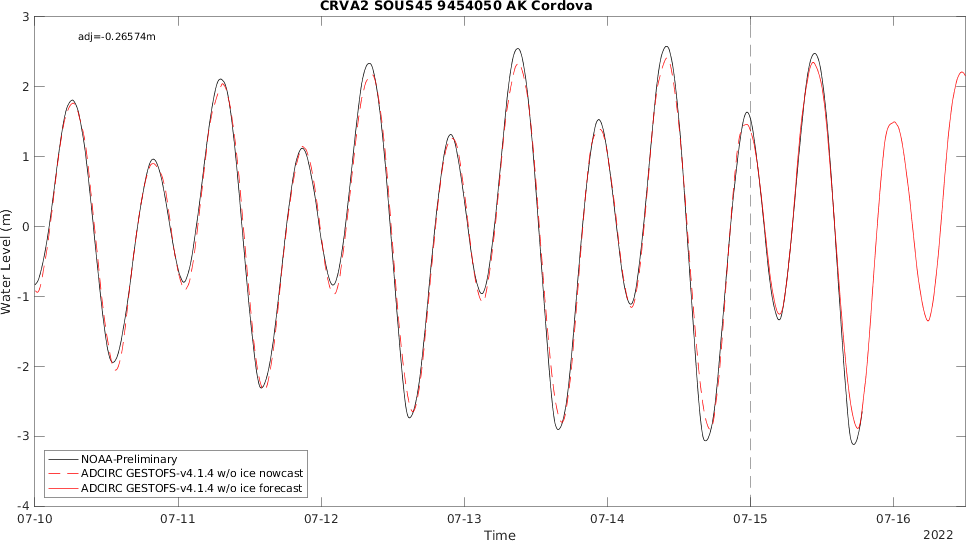 CRVA2 SOUS45 9454050 AK Cordova
adj=-0.26574m
3
2
1
0
-1
-2
-3
-4
Water Level (m)
NOAA-Preliminary
ADCIRC GESTOFS-v4.1.4 w/o ice nowcast
ADCIRC GESTOFS-v4.1.4 w/o ice forecast
07-10 07-11 07-12 07-13 07-14 07-15 07-16
Time
2022